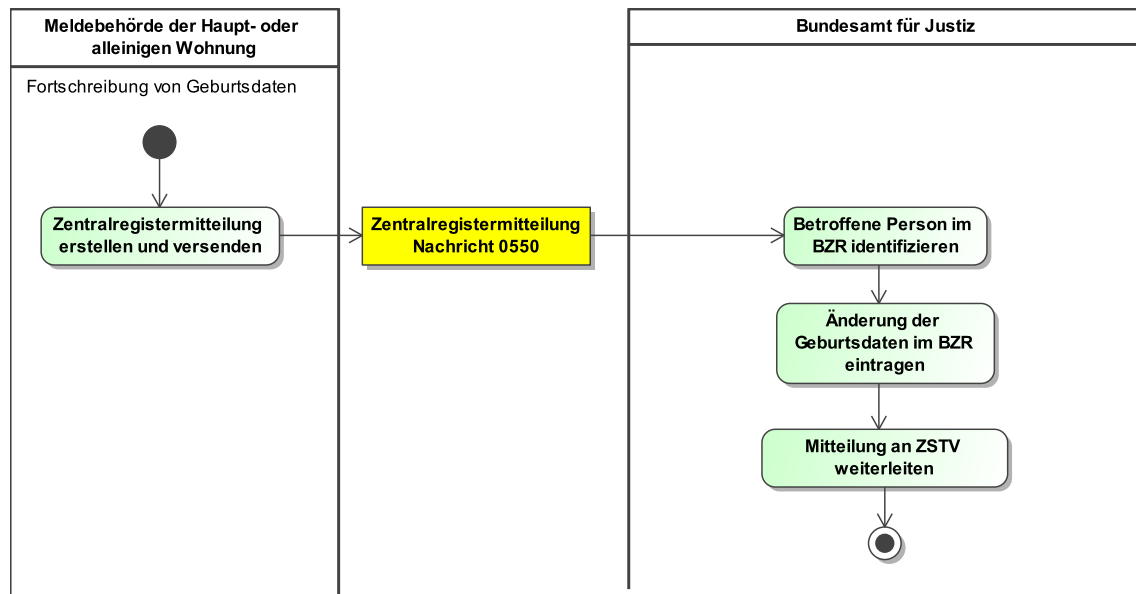 Meldebehörde der Haupt- oder
alleinigen Wohnung
Bundesamt für Justiz
Fortschreibung von Geburtsdaten
Zentralregistermitteilung
erstellen und versenden
Zentralregistermitteilung
Nachricht 0550
Betroffene Person im
BZR identifizieren
Änderung der
Geburtsdaten im BZR
eintragen
Mitteilung an ZSTV
weiterleiten